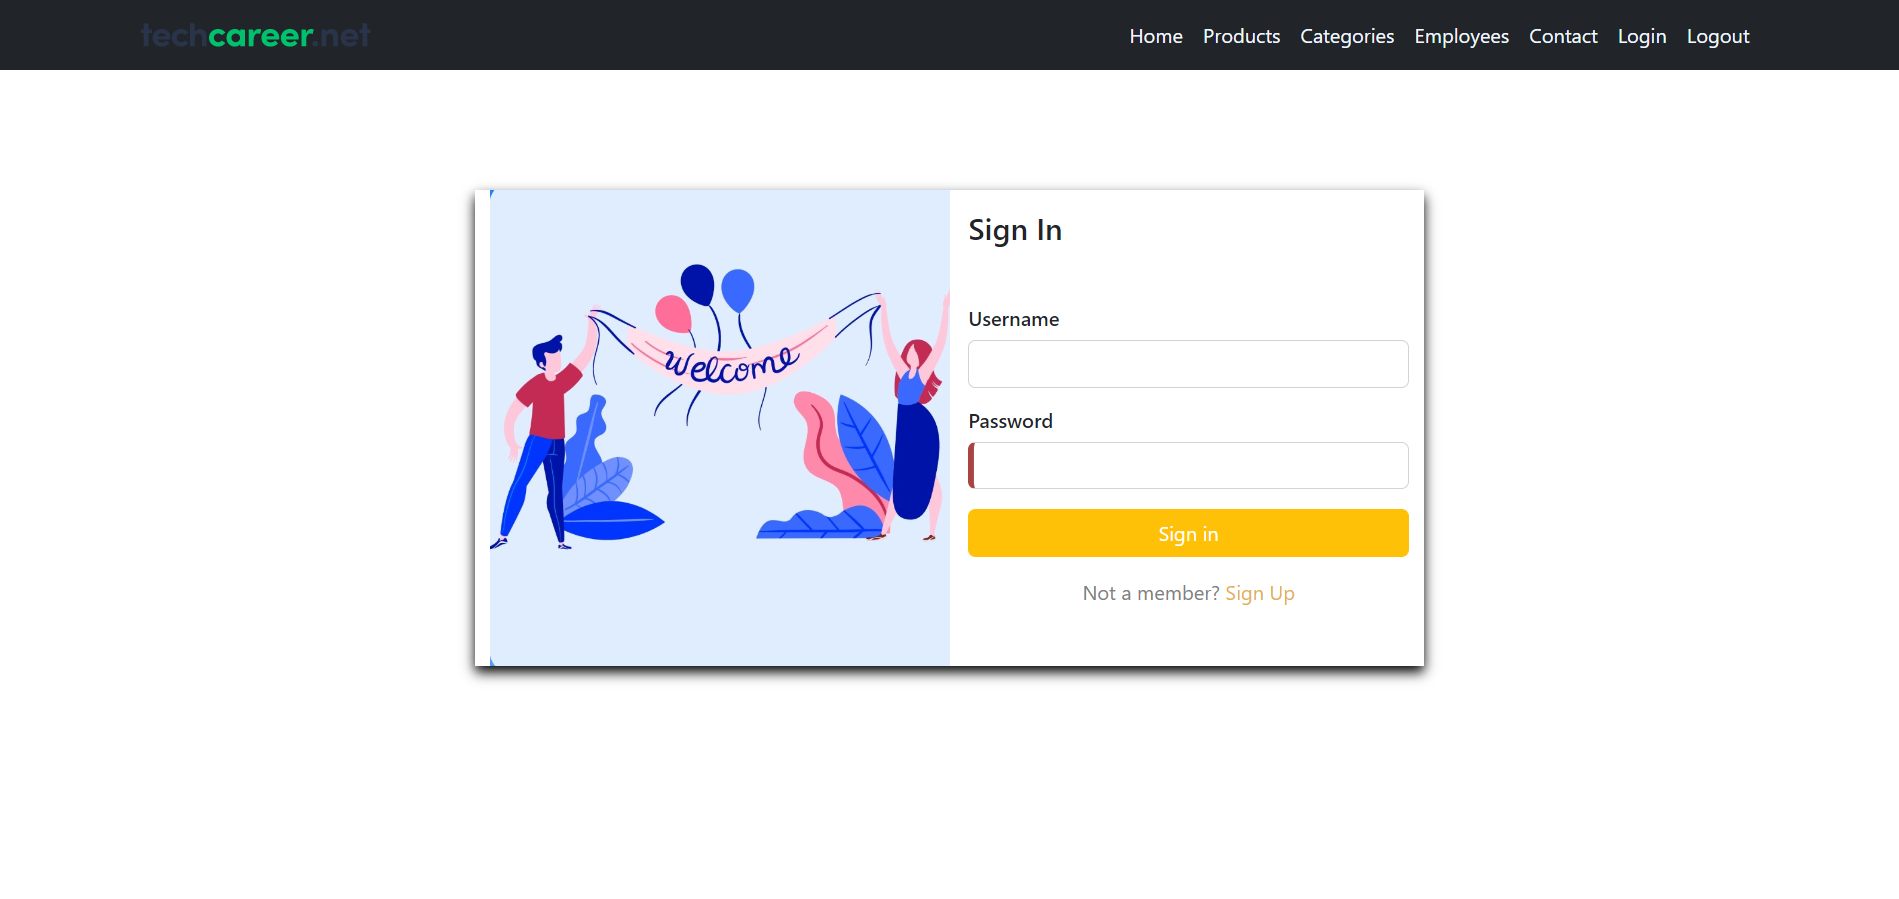 techcareer.net
Home Products Categories Employees Contact Login Logout
welcome
Sign In
Username
Password
Sign in
Not a member? Sign Up